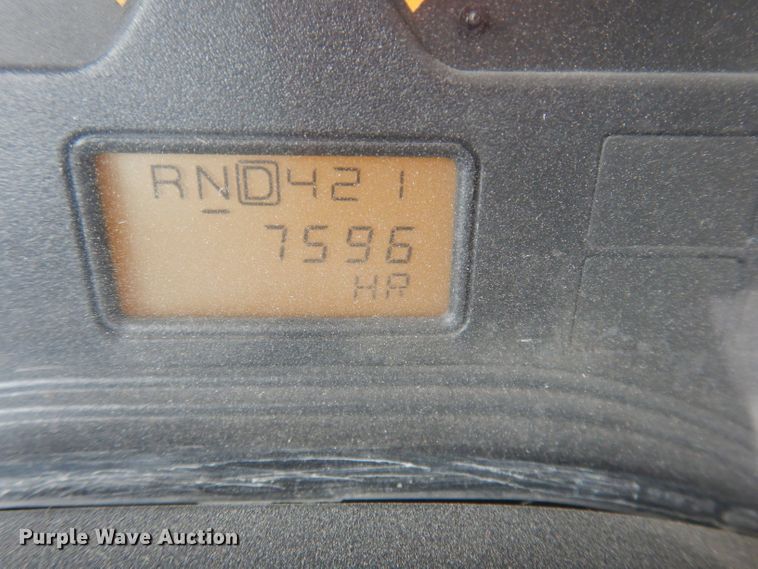 RND421
7596
HR
Purple Wave Auction